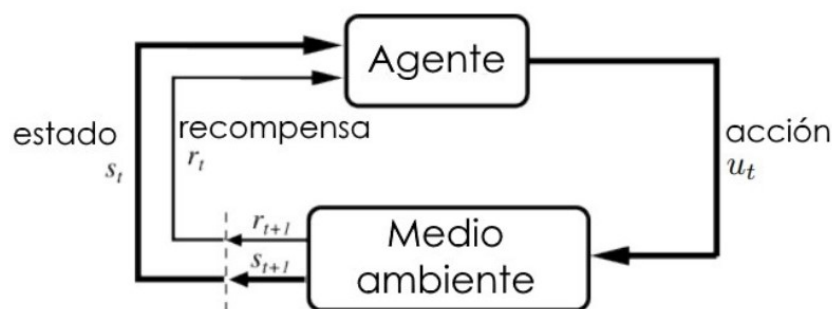 Agente
estado
s_t
recompensa
r_t
acción
u_t
r_{t+1}
s_{t+1}
Medio
ambiente